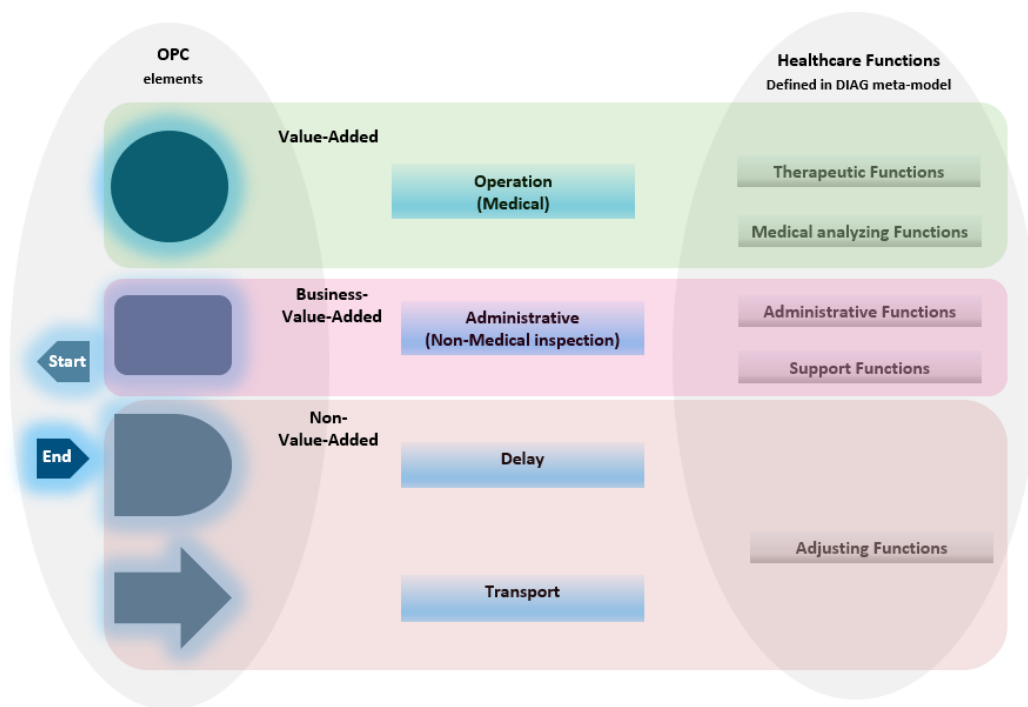 OPC
elements
Healthcare Functions
Defined in DIAG meta-model
Value-Added
Operation
(Medical)
Therapeutic Functions
Medical analyzing Functions
Business-
Value-Added
Administrative
(Non-Medical inspection)
Administrative Functions
Support Functions
Start
Non-
Value-Added
End
Delay
Adjusting Functions
Transport